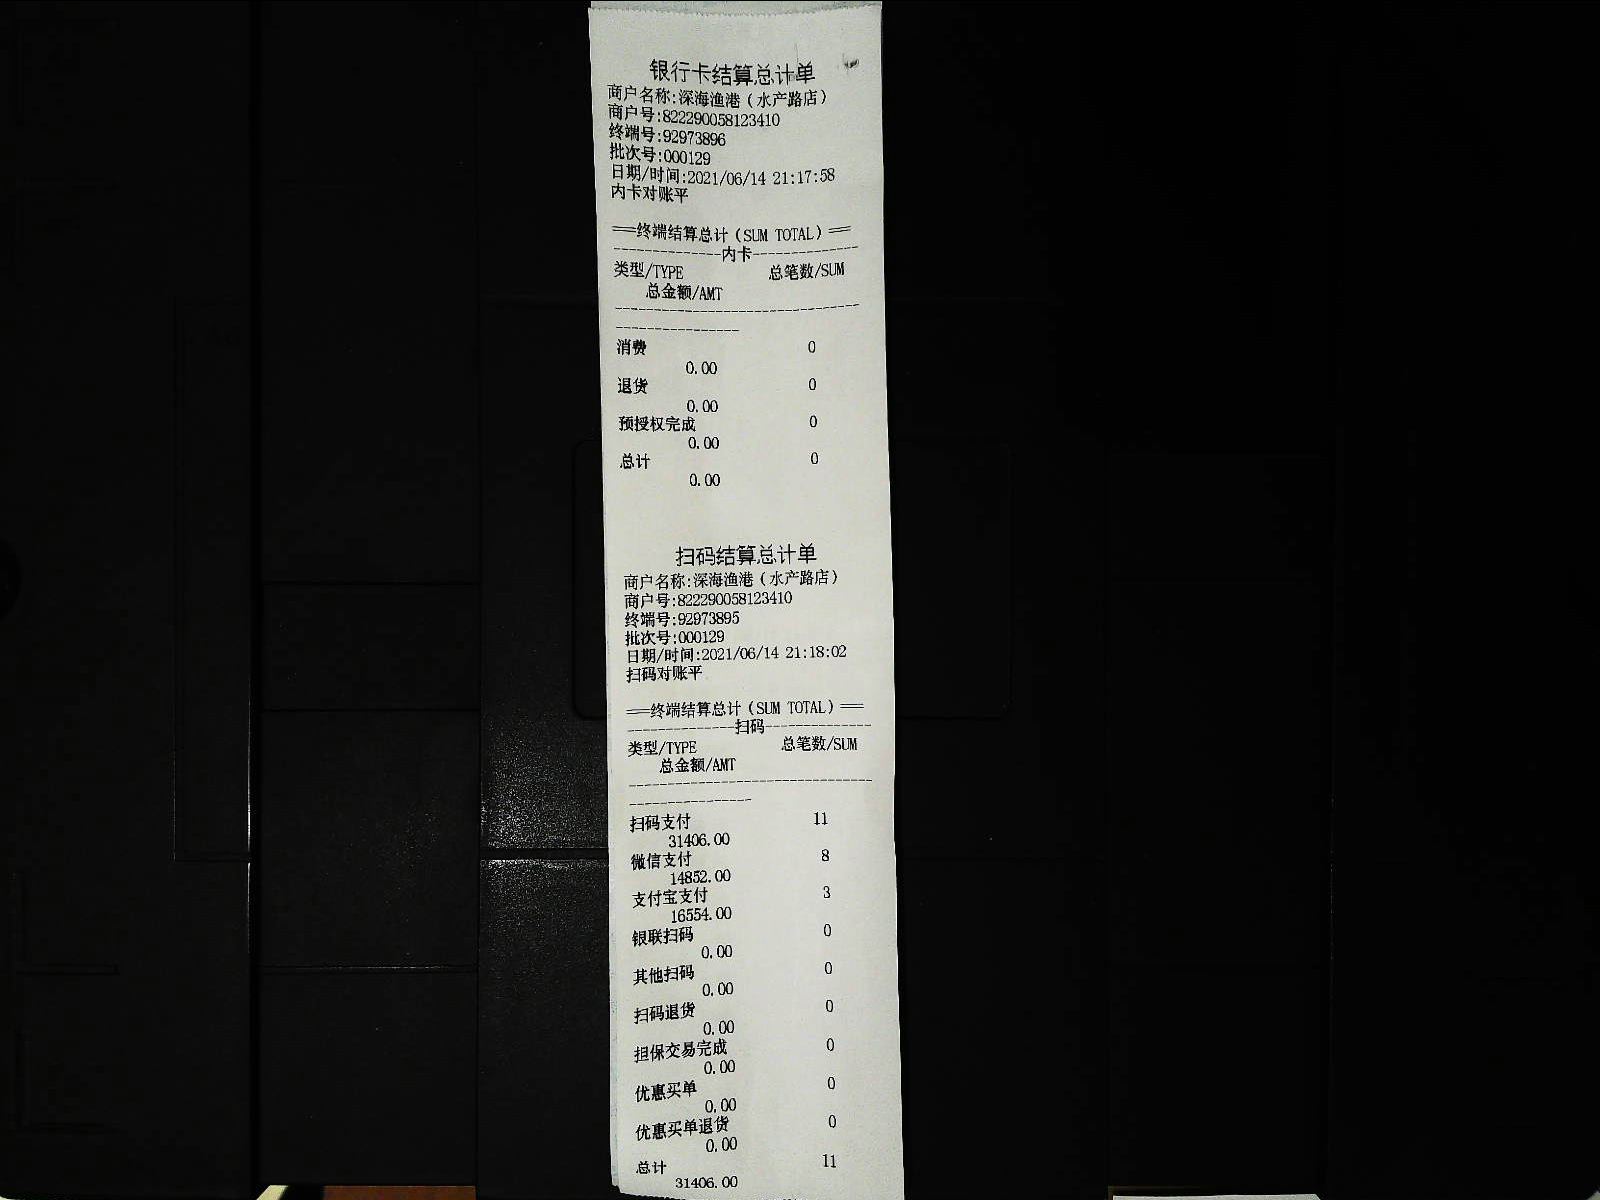 银行卡结算总计单
商户名称:深海渔港(水产路店)
商户号:822290058123410
终端号:92973896
批次号:000129
日期/时间:2021/06/14 21:17:58
内卡对账平
==终端结算总计(SUM TOTAL)==
--------------内卡--------------
类型/TYPE 总笔数/SUM
总金额/AMT
--------------------------------
----------------
消费 0
0.00
退货 0
0.00
预授权完成 0
0.00
总计 0
0.00
扫码结算总计单
商户名称:深海渔港(水产路店)
商户号:822290058123410
终端号:92973895
批次号:000129
日期/时间:2021/06/14 21:18:02
扫码对账平
==终端结算总计(SUM TOTAL)==
--------------扫码--------------
类型/TYPE 总笔数/SUM
总金额/AMT
--------------------------------
----------------
扫码支付 11
31406.00
微信支付 8
14852.00
支付宝支付 3
16554.00
银联扫码 0
0.00
其他扫码 0
0.00
扫码退货 0
0.00
担保交易完成 0
0.00
优惠买单 0
0.00
优惠买单退货 0
0.00
总计 11
31406.00